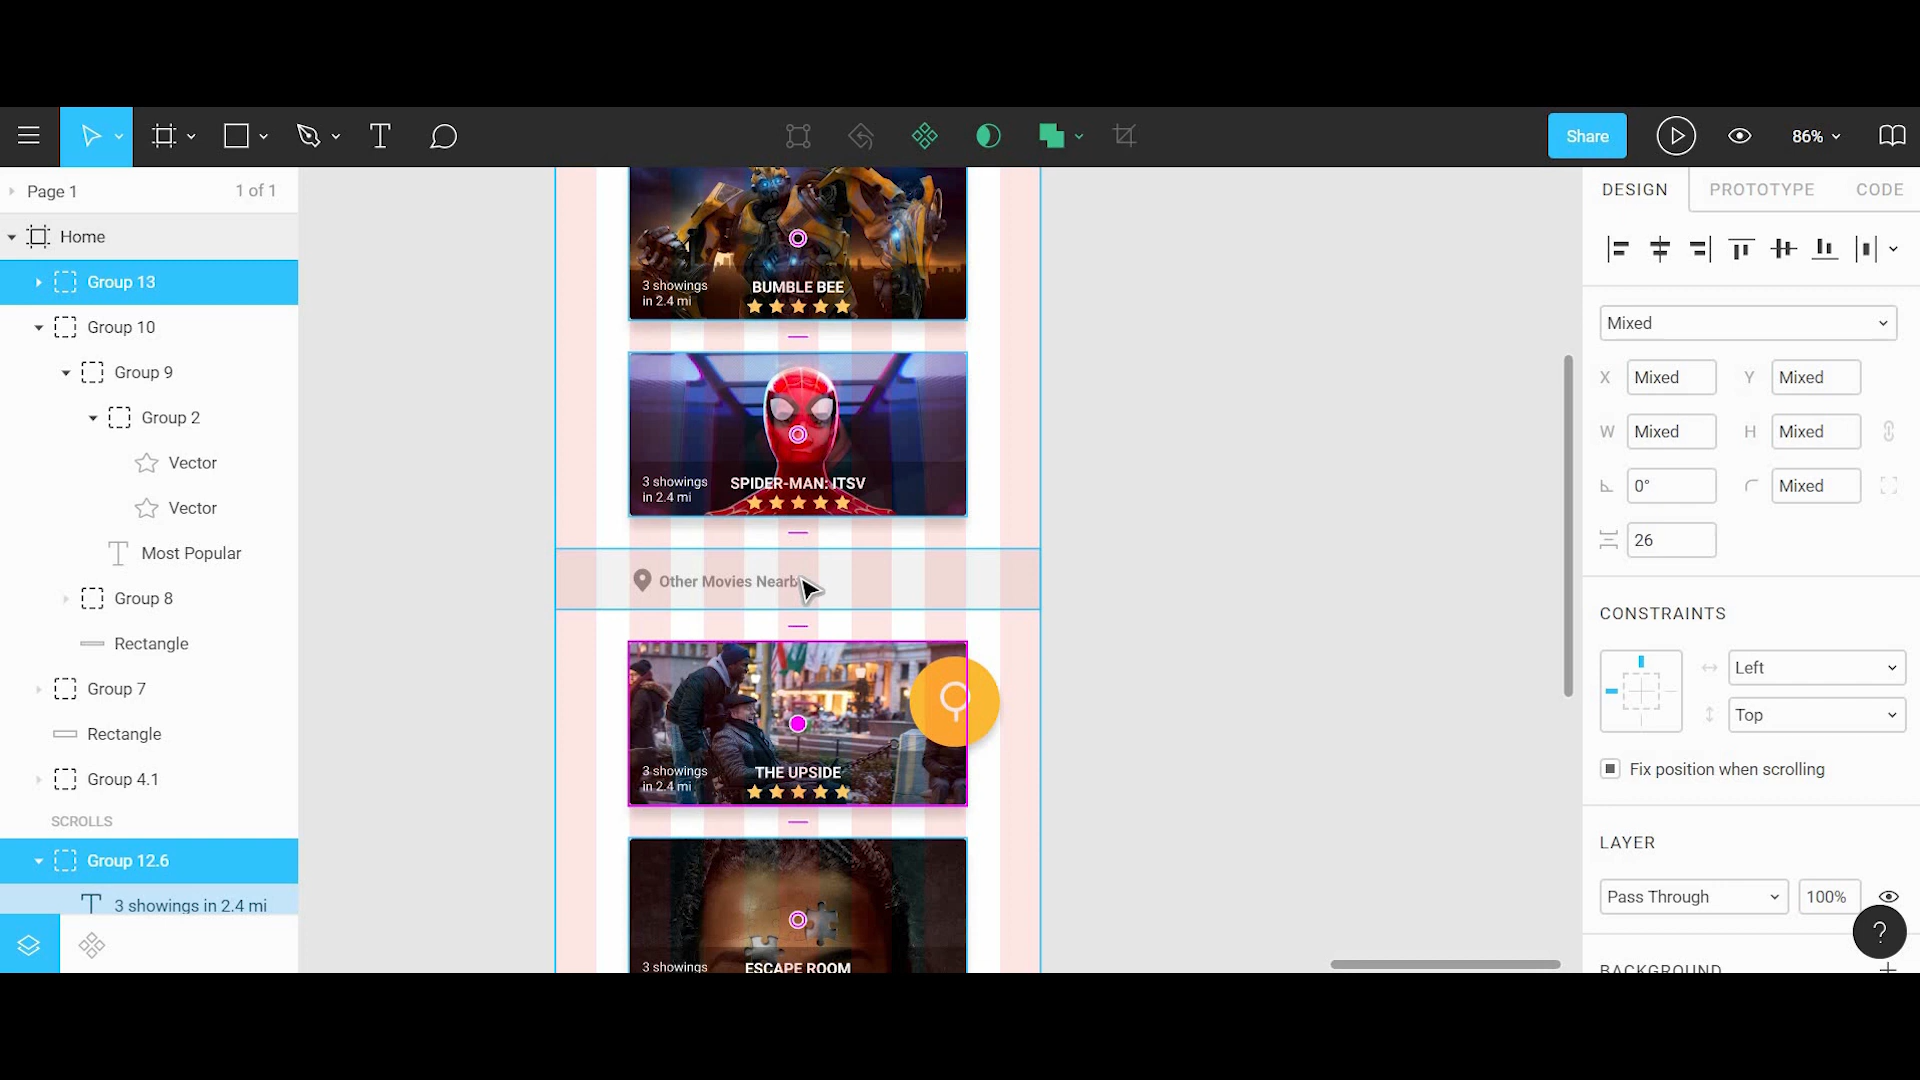 Share
86%
Page 1
1 of 1
DESIGN
PROTOTYPE
CODE
Home
Group 13
Group 10
Group 9
Group 2
Vector
Vector
Most Popular
Group 8
Rectangle
Group 7
Rectangle
Group 4.1
SCROLLS
Group 12.6
3 showings in 2.4 mi
3 showings
in 2.4 mi
BUMBLE BEE
3 showings
in 2.4 mi
SPIDER-MAN: ITSV
Other Movies Nearb
3 showings
in 2.4 mi
THE UPSIDE
3 showings
ESCAPE ROOM
Mixed
X Mixed
Y Mixed
W Mixed
H Mixed
0°
Mixed
26
CONSTRAINTS
Left
Top
Fix position when scrolling
LAYER
Pass Through
100%
?
BACKGROUND